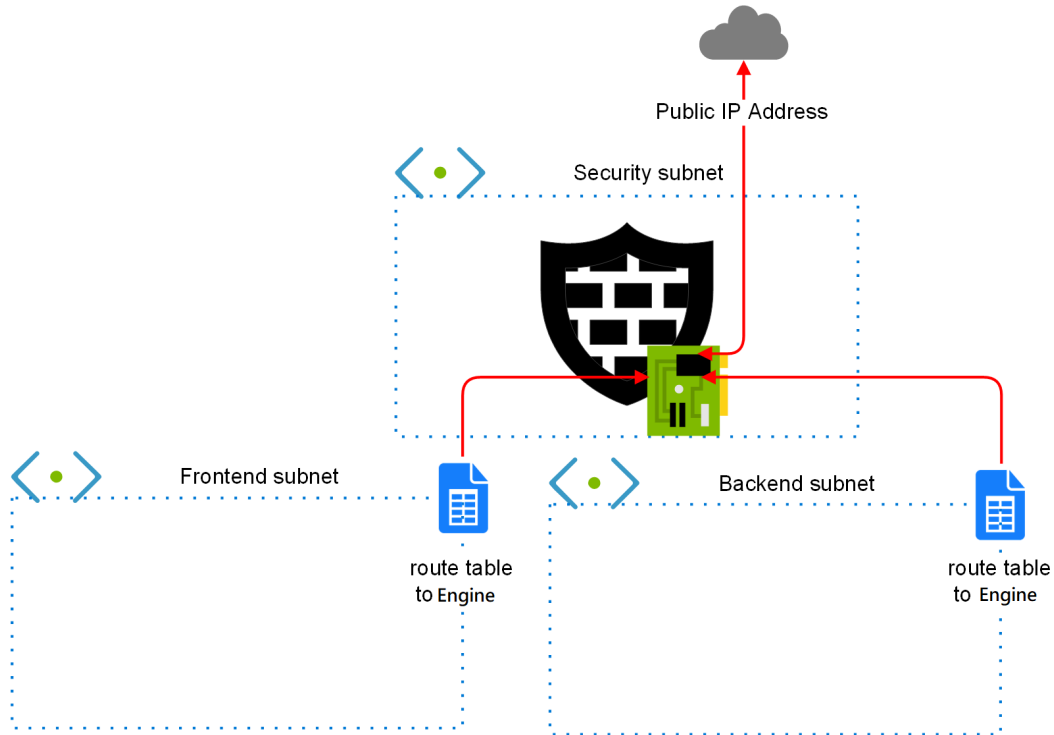 Public IP Address
Security subnet
Frontend subnet
Backend subnet
route table
to Engine
route table
to Engine